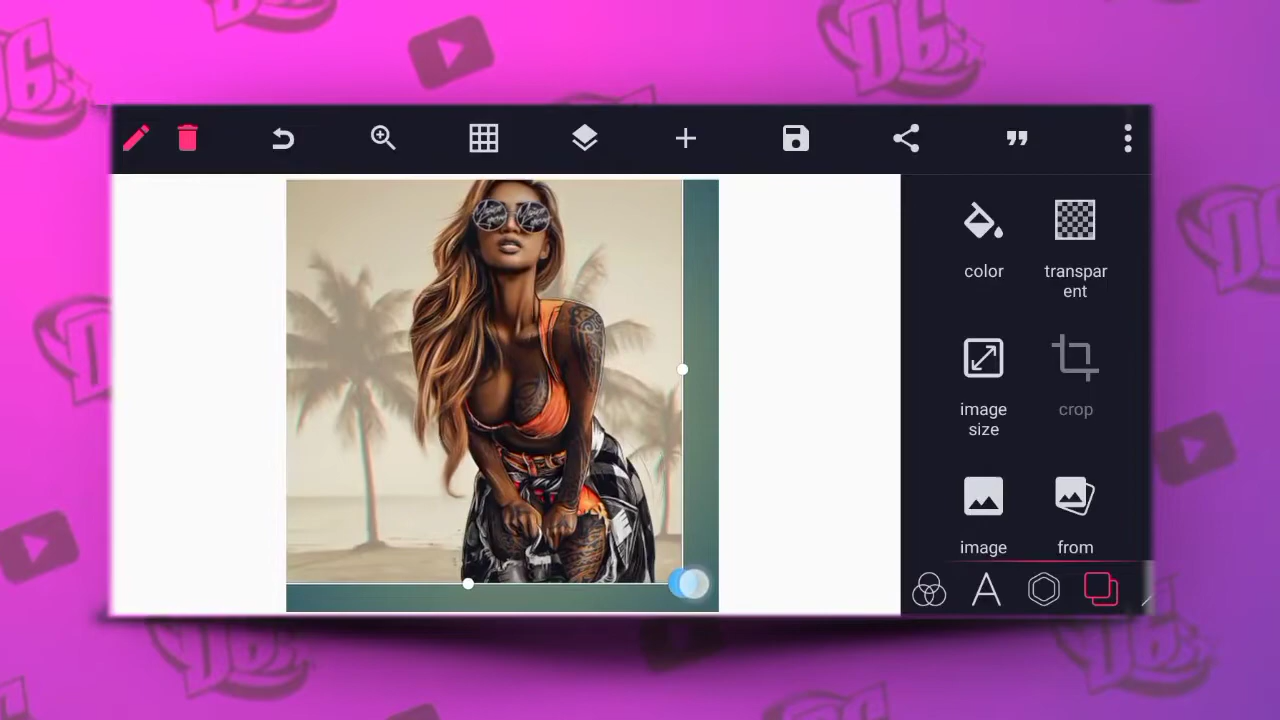 color
transpar
ent
image
size
crop
image
from